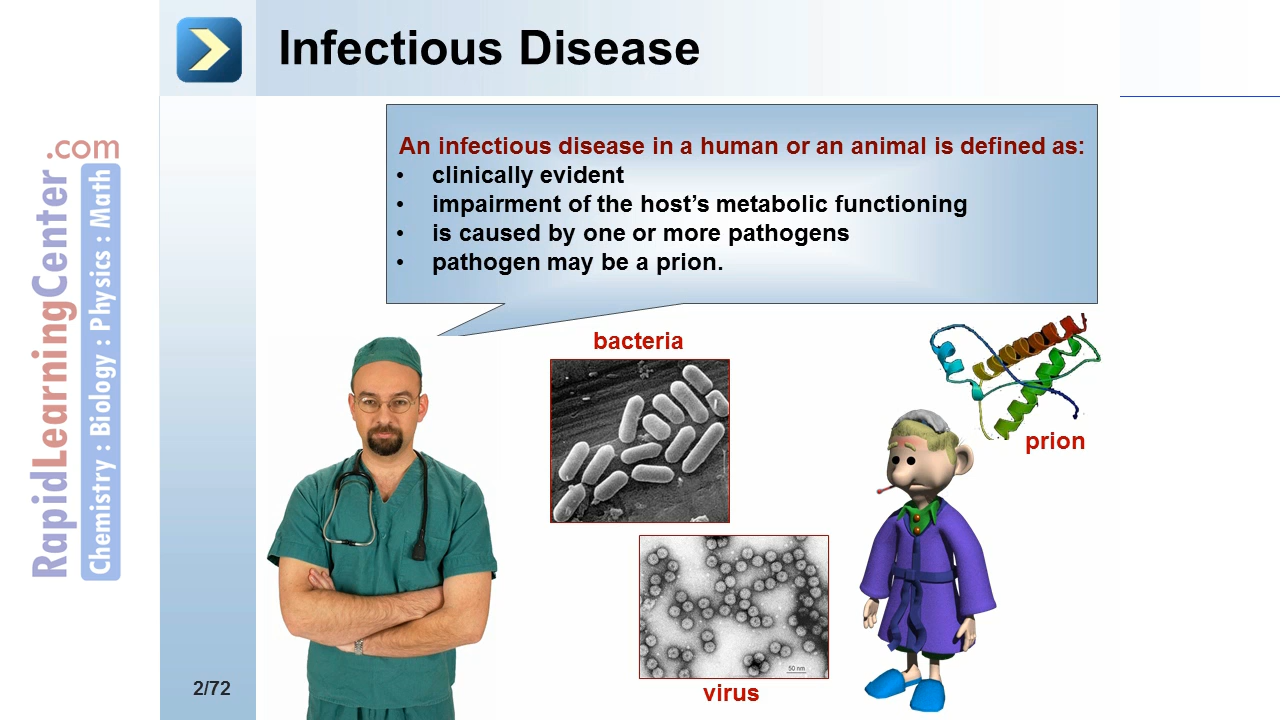 Infectious Disease
An infectious disease in a human or an animal is defined as:
• clinically evident
• impairment of the host’s metabolic functioning
• is caused by one or more pathogens
• pathogen may be a prion.
bacteria
prion
50 nm
virus
2/72
RapidLearningCenter.com
Chemistry : Biology : Physics : Math